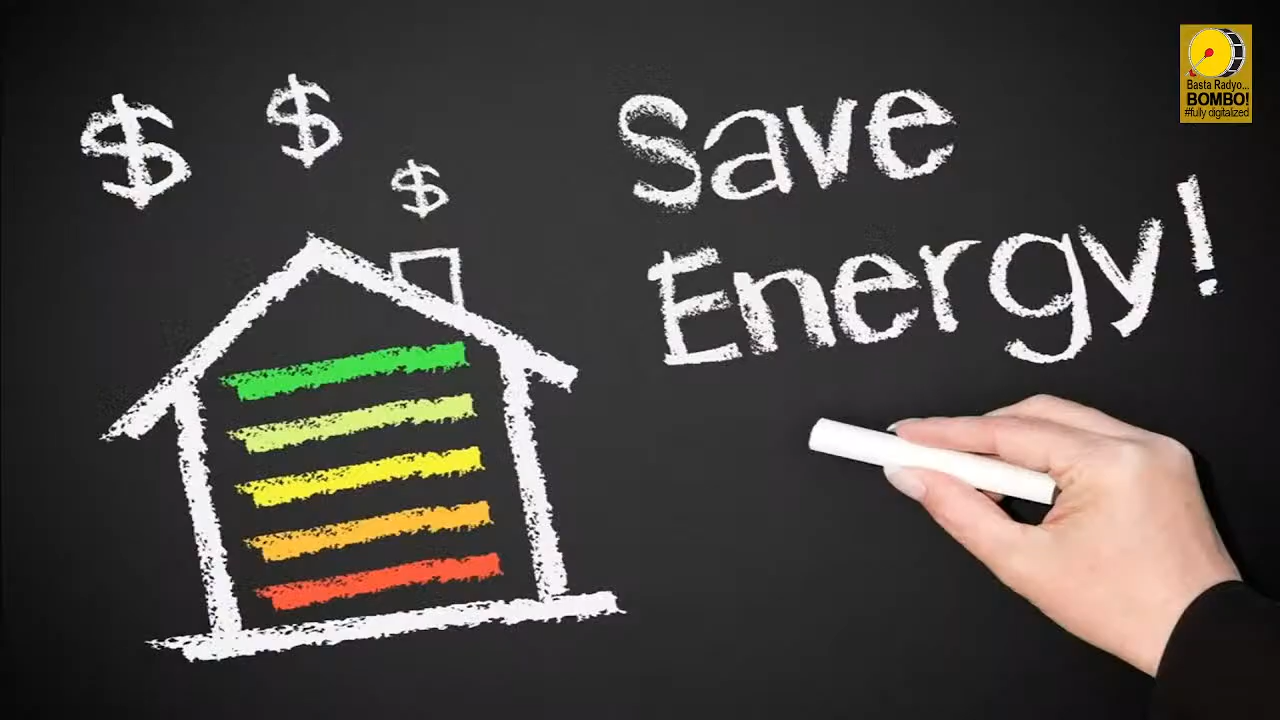 $ $ $
Save
Energy!
Basta Radyo...
BOMBO!
#fully digitalized